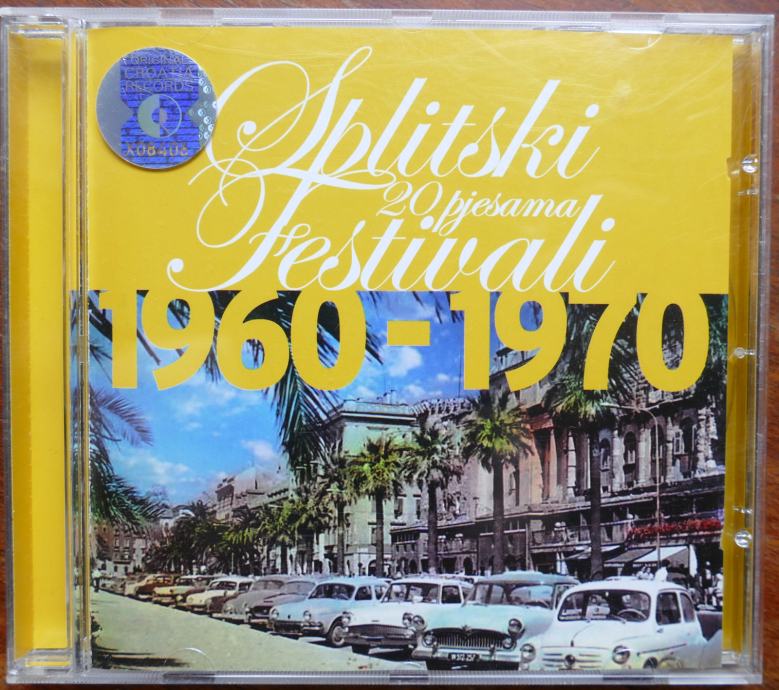 ORIGINAL
CROATIA
RECORDS
X08408
Splitski
20 pjesama
Festivali
1960-1970